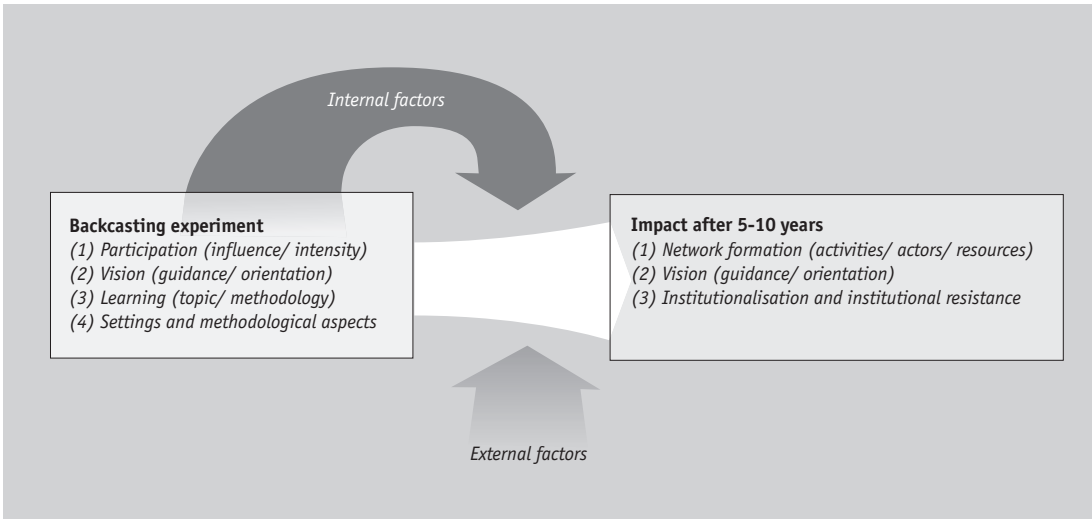 Internal factors
Backcasting experiment
(1) Participation (influence/ intensity)
(2) Vision (guidance/ orientation)
(3) Learning (topic/ methodology)
(4) Settings and methodological aspects
Impact after 5-10 years
(1) Network formation (activities/ actors/ resources)
(2) Vision (guidance/ orientation)
(3) Institutionalisation and institutional resistance
External factors